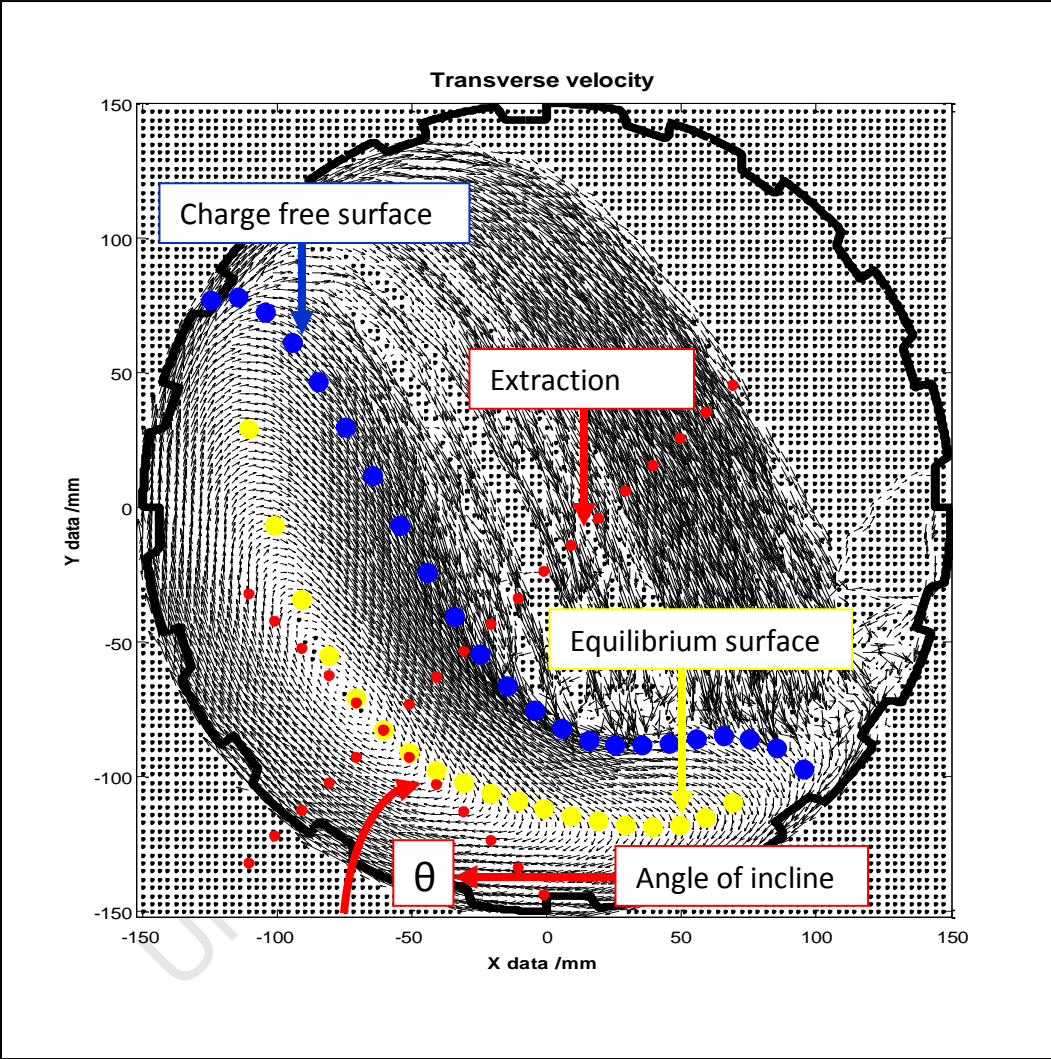 Transverse velocity
150
100
50
0
-50
-100
-150
Y data /mm
Charge free surface
Extraction
Equilibrium surface
θ
Angle of incline
-150
-100
-50
0
50
100
150
X data /mm